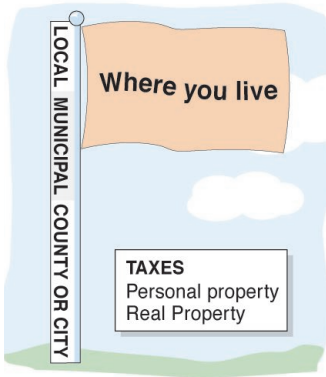 LOCAL MUNICIPAL COUNTY OR CITY
Where you live
TAXES
Personal property
Real Property